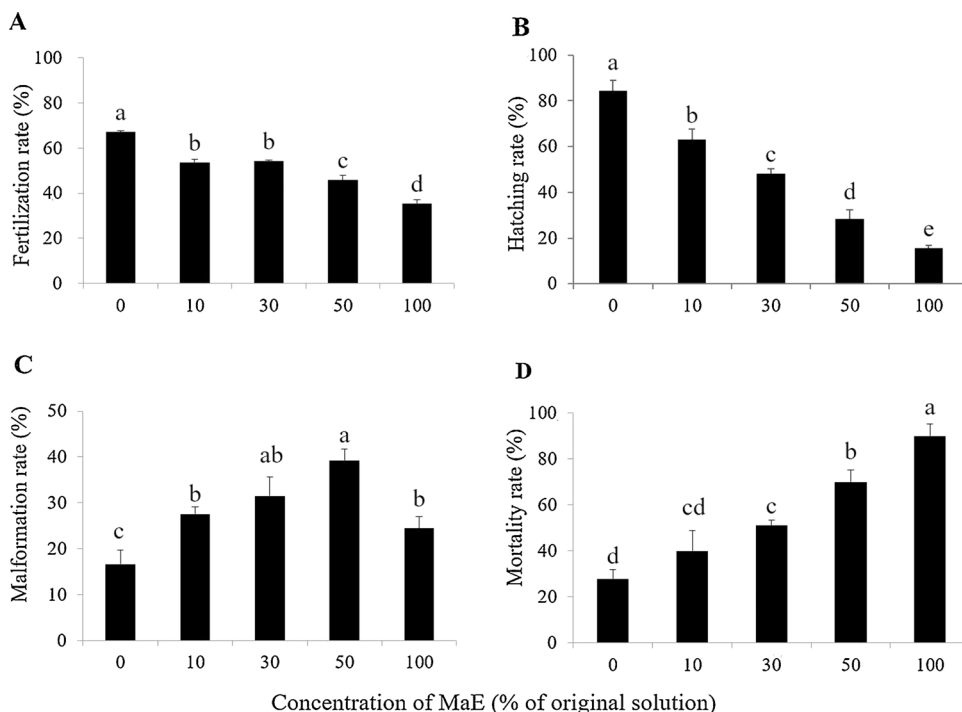 A
Fertilization rate (%)
100
80
60
40
20
0
a
b
b
c
d
0 10 30 50 100
B
Hatching rate (%)
100
80
60
40
20
0
a
b
c
d
e
0 10 30 50 100
C
Malformation rate (%)
50
40
30
20
10
0
c
b
ab
a
b
0 10 30 50 100
D
Mortality rate (%)
100
80
60
40
20
0
d
cd
c
b
a
0 10 30 50 100
Concentration of MaE (% of original solution)